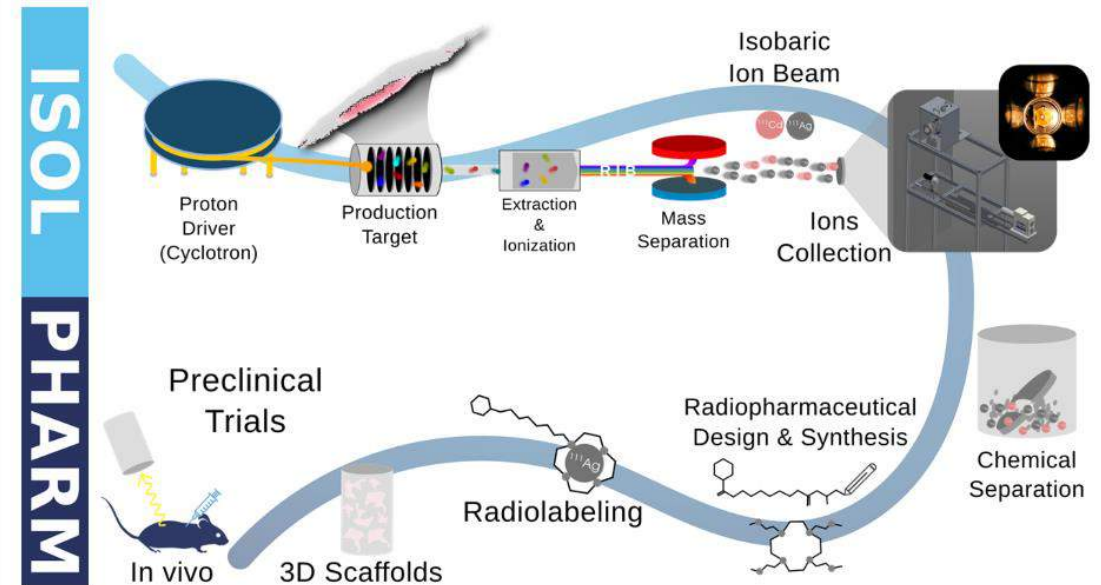 ISOL
PHARM
Proton
Driver
(Cyclotron)
Production
Target
Extraction
&
Ionization
RIB
Mass
Separation
Isobaric
Ion Beam
¹¹¹Cd
¹¹¹Ag
Ions
Collection
Chemical
Separation
Radiopharmaceutical
Design & Synthesis
¹¹¹Ag
Radiolabeling
Preclinical
Trials
3D Scaffolds
In vivo